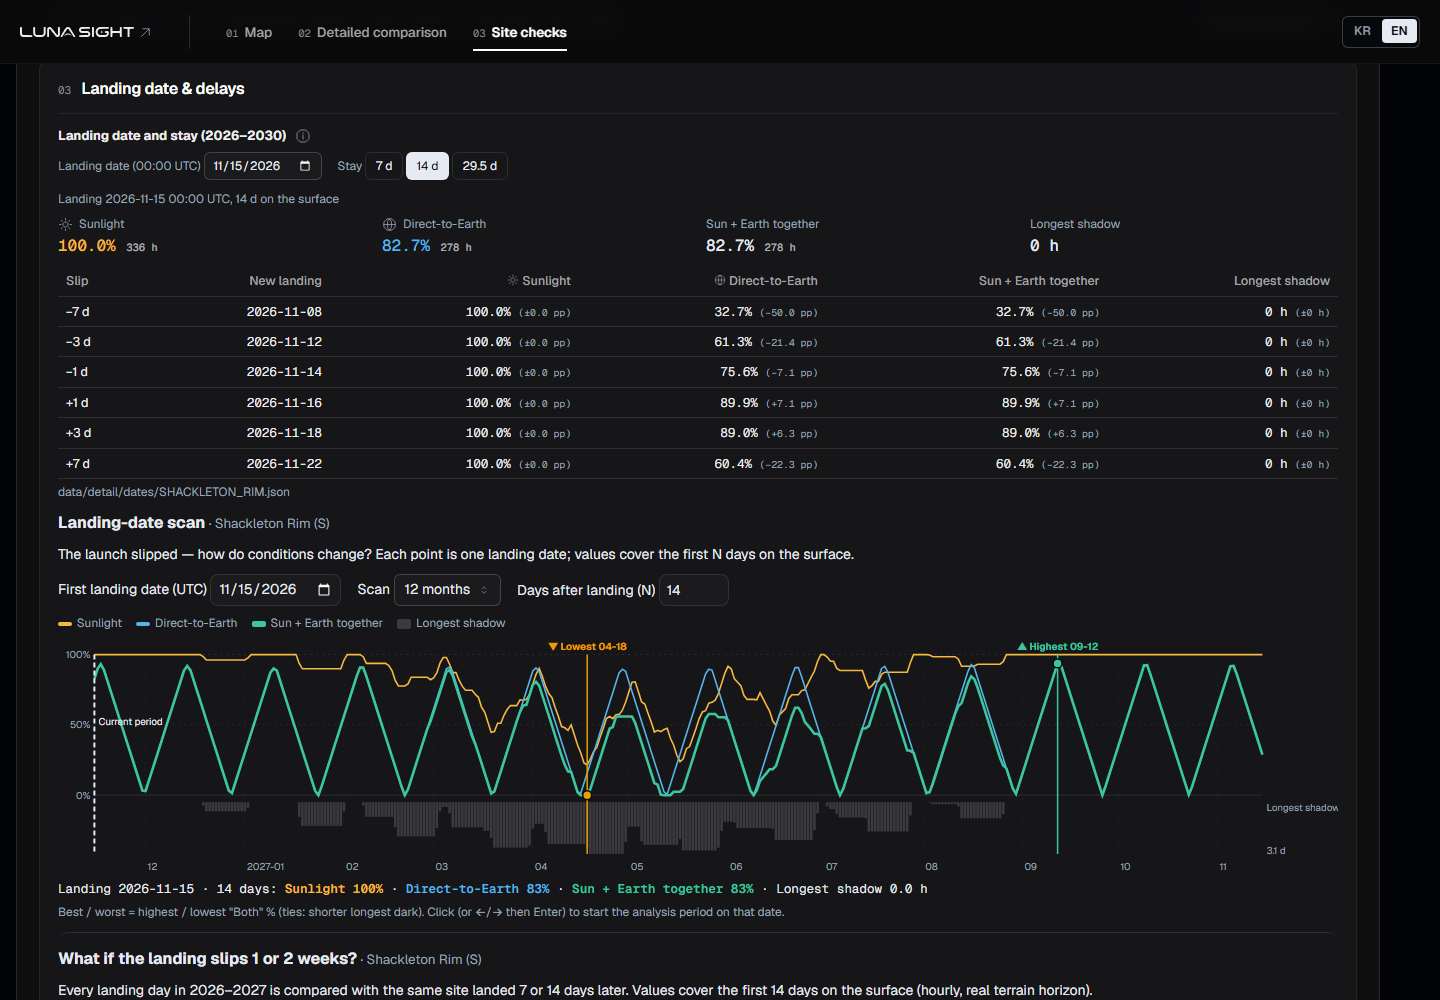 LUNA SIGHT ↗ 01 Map 02 Detailed comparison 03 Site checks KR EN
03 Landing date & delays
Landing date and stay (2026–2030)
Landing date (00:00 UTC) 11/15/2026 Stay 7 d 14 d 29.5 d
Landing 2026-11-15 00:00 UTC, 14 d on the surface
Sunlight Direct-to-Earth Sun + Earth together Longest shadow
100.0% 336 h 82.7% 278 h 82.7% 278 h 0 h
Slip New landing Sunlight Direct-to-Earth Sun + Earth together Longest shadow
−7 d 2026-11-08 100.0% (±0.0 pp) 32.7% (−50.0 pp) 32.7% (−50.0 pp) 0 h (±0 h)
−3 d 2026-11-12 100.0% (±0.0 pp) 61.3% (−21.4 pp) 61.3% (−21.4 pp) 0 h (±0 h)
−1 d 2026-11-14 100.0% (±0.0 pp) 75.6% (−7.1 pp) 75.6% (−7.1 pp) 0 h (±0 h)
+1 d 2026-11-16 100.0% (±0.0 pp) 89.9% (+7.1 pp) 89.9% (+7.1 pp) 0 h (±0 h)
+3 d 2026-11-18 100.0% (±0.0 pp) 89.0% (+6.3 pp) 89.0% (+6.3 pp) 0 h (±0 h)
+7 d 2026-11-22 100.0% (±0.0 pp) 60.4% (−22.3 pp) 60.4% (−22.3 pp) 0 h (±0 h)
data/detail/dates/SHACKLETON_RIM.json
Landing-date scan · Shackleton Rim (S)
The launch slipped — how do conditions change? Each point is one landing date; values cover the first N days on the surface.
First landing date (UTC) 11/15/2026 Scan 12 months Days after landing (N) 14
Sunlight Direct-to-Earth Sun + Earth together Longest shadow
▼ Lowest 04-18 ▲ Highest 09-12
100%
50% Current period
0%
Longest shadow
3.1 d
12 2027-01 02 03 04 05 06 07 08 09 10 11
Landing 2026-11-15 · 14 days: Sunlight 100% · Direct-to-Earth 83% · Sun + Earth together 83% · Longest shadow 0.0 h
Best / worst = highest / lowest "Both" % (ties: shorter longest dark). Click (or ←/→ then Enter) to start the analysis period on that date.
What if the landing slips 1 or 2 weeks? · Shackleton Rim (S)
Every landing day in 2026–2027 is compared with the same site landed 7 or 14 days later. Values cover the first 14 days on the surface (hourly, real terrain horizon).